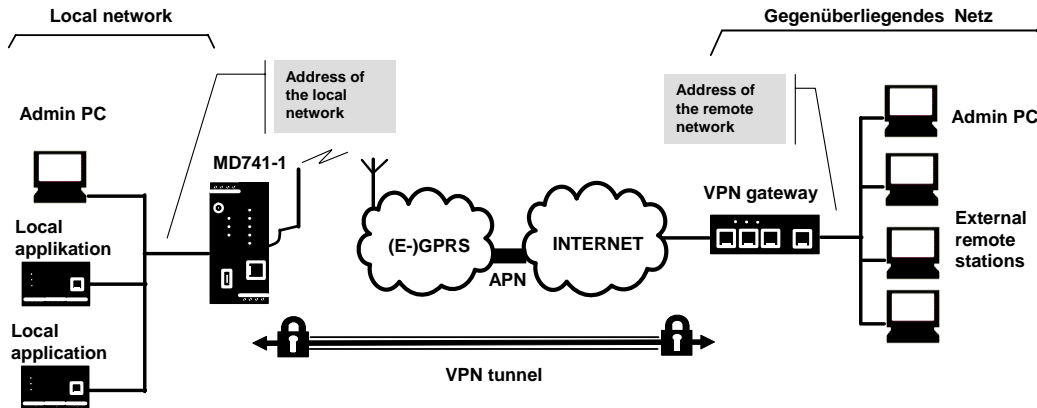 Local network
Gegenüberliegendes Netz
Address of
the local
network
Address of
the remote
network
Admin PC
Admin PC
MD741-1
VPN gateway
Local
applikation
(E-)GPRS
INTERNET
APN
External
remote
stations
Local
application
VPN tunnel